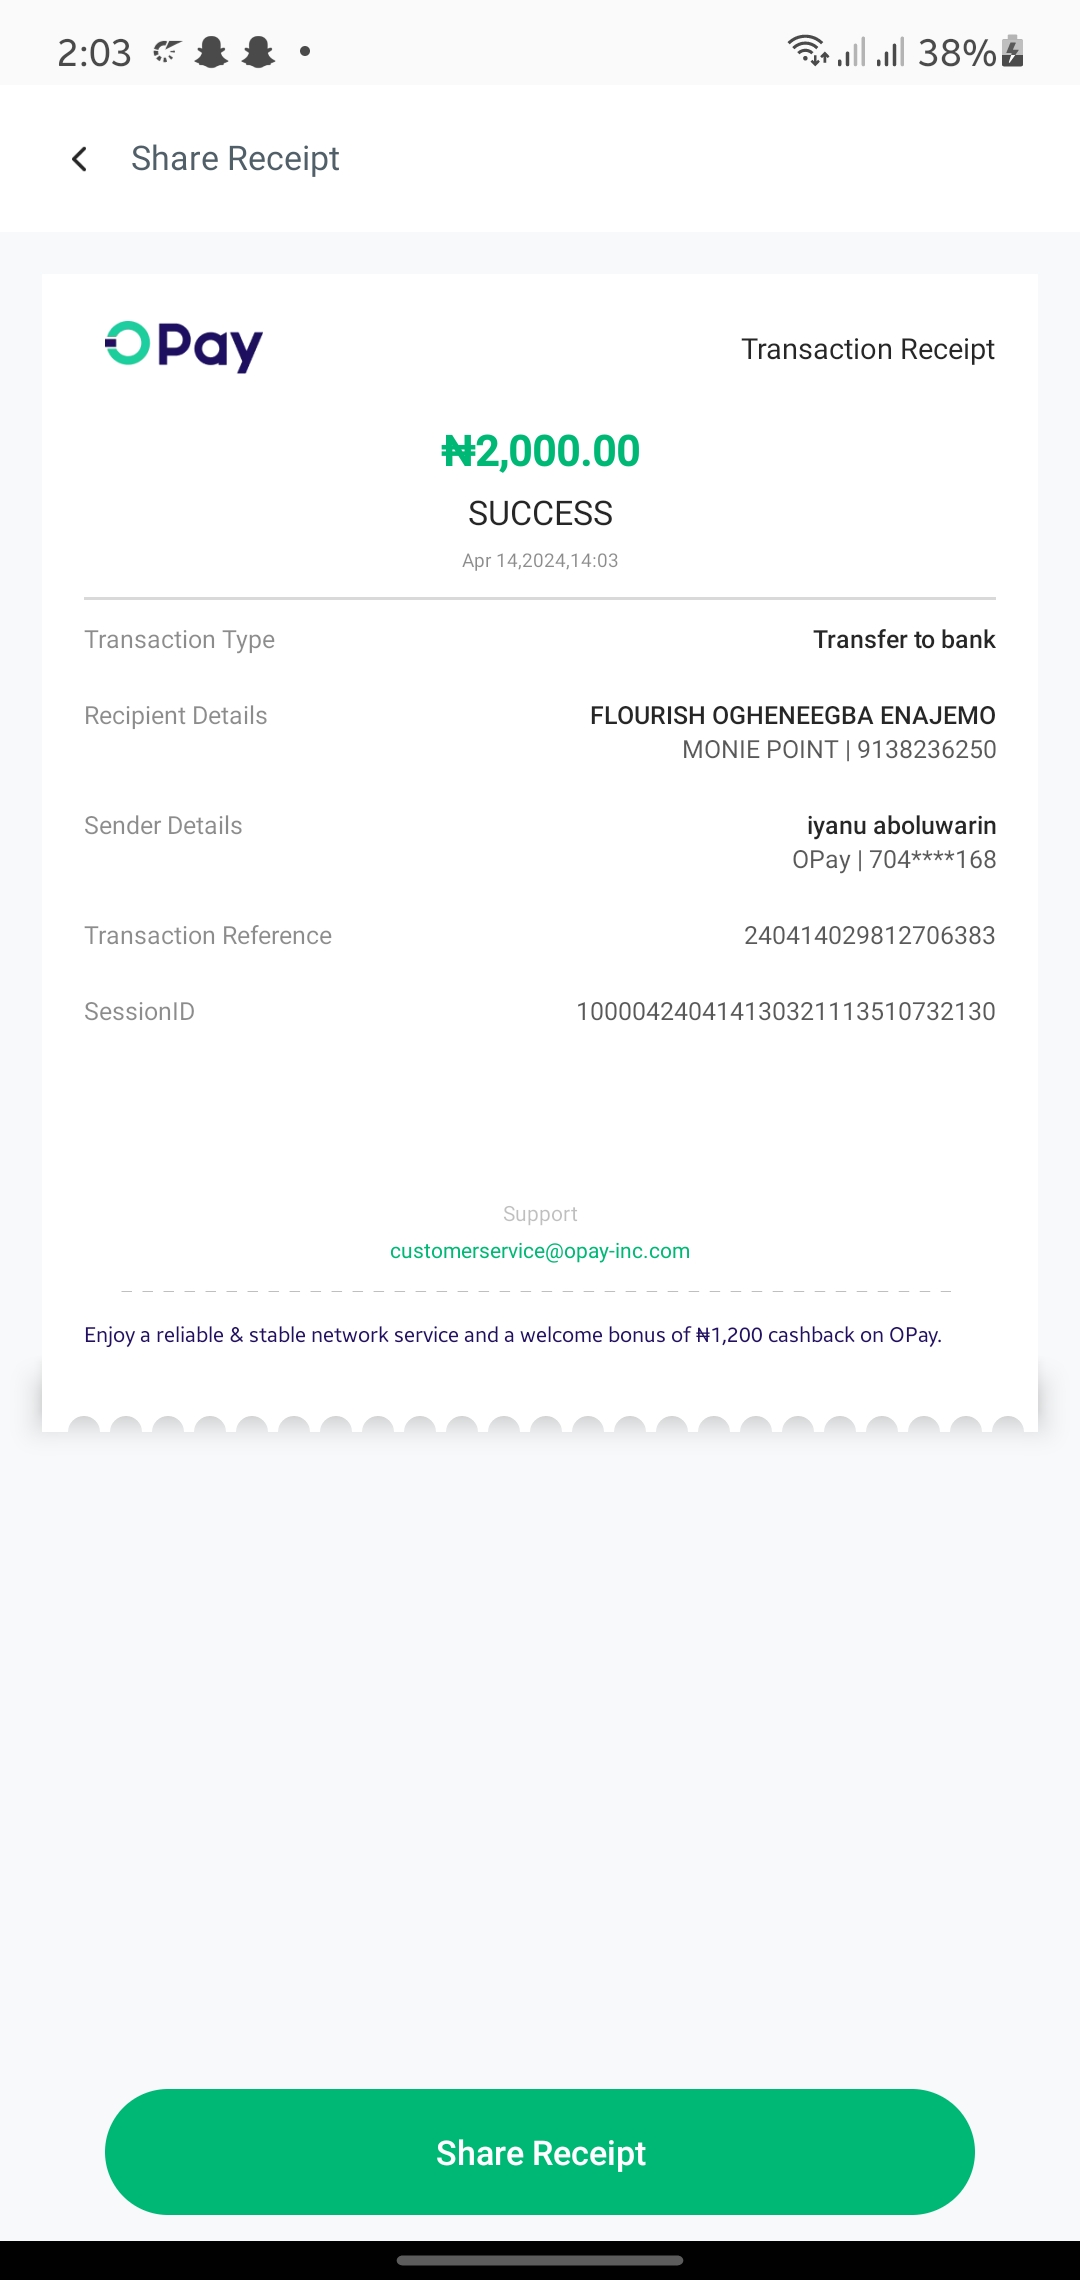 2:03
38%
Share Receipt
OPay
Transaction Receipt
₦2,000.00
SUCCESS
Apr 14,2024,14:03
Transaction Type Transfer to bank
Recipient Details FLOURISH OGHENEEGBA ENAJEMO
MONIE POINT | 9138236250
Sender Details iyanu aboluwarin
OPay | 704****168
Transaction Reference 240414029812706383
SessionID 100004240414130321113510732130
Support
customerservice@opay-inc.com
Enjoy a reliable & stable network service and a welcome bonus of ₦1,200 cashback on OPay.
Share Receipt